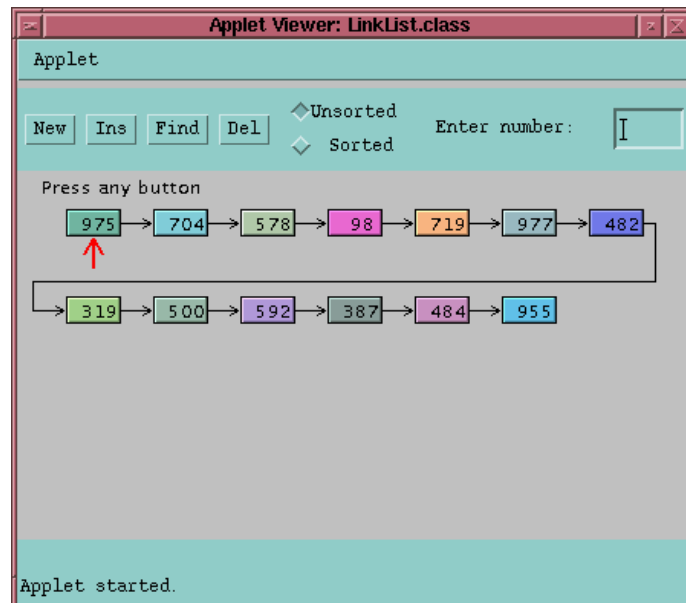 Applet Viewer: LinkList.class
Applet
New Ins Find Del Unsorted Enter number:
Sorted
Press any button
975 704 578 98 719 977 482
319 500 592 387 484 955
Applet started.